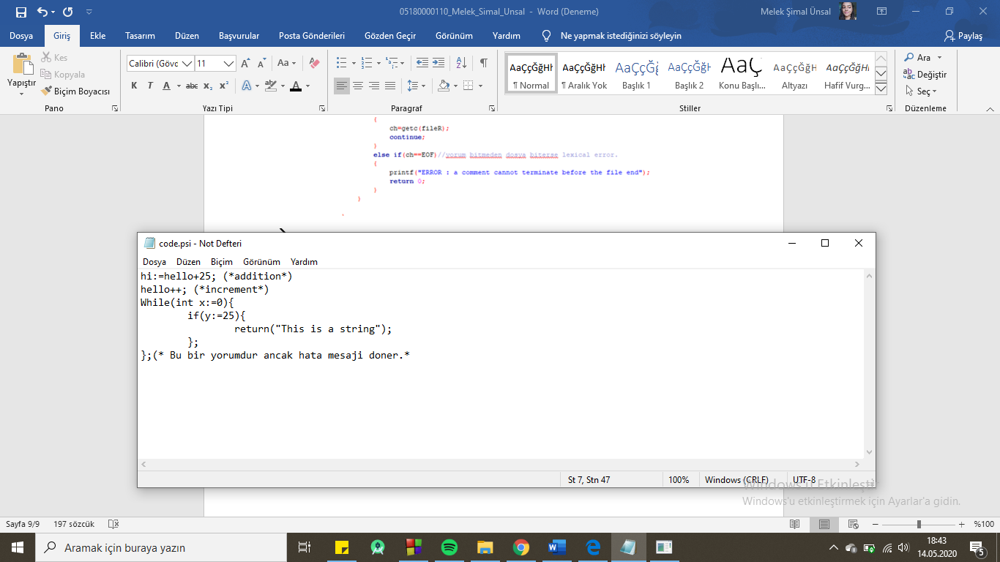 05180000110_Melek_Simal_Unsal - Word (Deneme)
Melek Şimal Ünsal
Dosya Giriş Ekle Tasarım Düzen Başvurular Posta Gönderileri Gözden Geçir Görünüm Yardım Ne yapmak istediğinizi söyleyin Paylaş
Yapıştır
Kes
Kopyala
Biçim Boyacısı
Pano
Calibri (Gövc 11
K T A abc x₂ x²
Yazı Tipi
Paragraf
AaÇçĞğHł AaÇçĞğHł AaÇçĞğ AaÇçĞğH AaÇ AaÇçĞğH AaÇçĞğHı
¶ Normal ¶ Aralık Yok Başlık 1 Başlık 2 Konu Başlı... Altyazı Hafif Vurg...
Stiller
Ara
Değiştir
Seç
Düzenleme
{
ch=getc(fileR);
continue;
}
else if(ch==EOF)//yorum bitmeden dosya biterse lexical error.
{
printf("ERROR : a comment cannot terminate before the file end");
return 0;
}
}
code.psi - Not Defteri
Dosya Düzen Biçim Görünüm Yardım
hi:=hello+25; (*addition*)
hello++; (*increment*)
While(int x:=0){
if(y:=25){
return("This is a string");
};
};(* Bu bir yorumdur ancak hata mesaji doner.*
St 7, Stn 47 100% Windows (CRLF) UTF-8
Windows'u Etkinleştir
Windows'u etkinleştirmek için Ayarlar'a gidin.
Sayfa 9/9 197 sözcük %100
Aramak için buraya yazın
18:43
14.05.2020
5